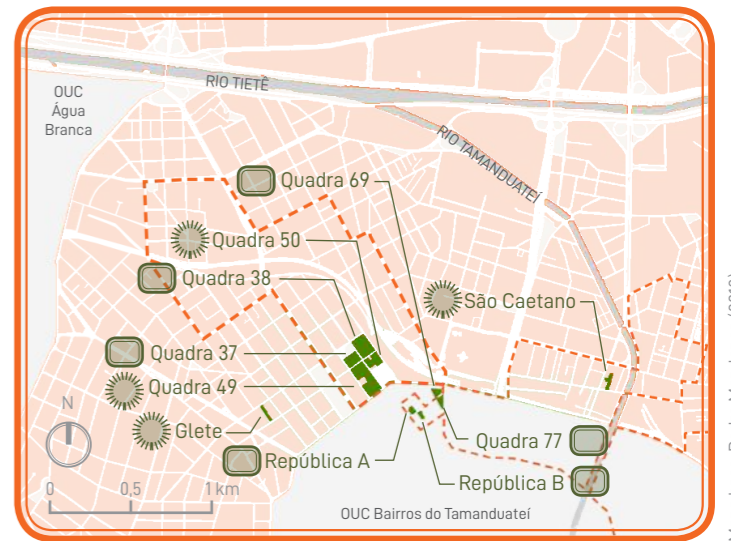 RIO TIETÊ
OUC
Água
Branca
RIO TAMANDUATEÍ
Quadra 69
Quadra 50
Quadra 38
São Caetano
Quadra 37
Quadra 49
N
Glete
Quadra 77
República A
República B
0 0,5 1 km
OUC Bairros do Tamanduateí